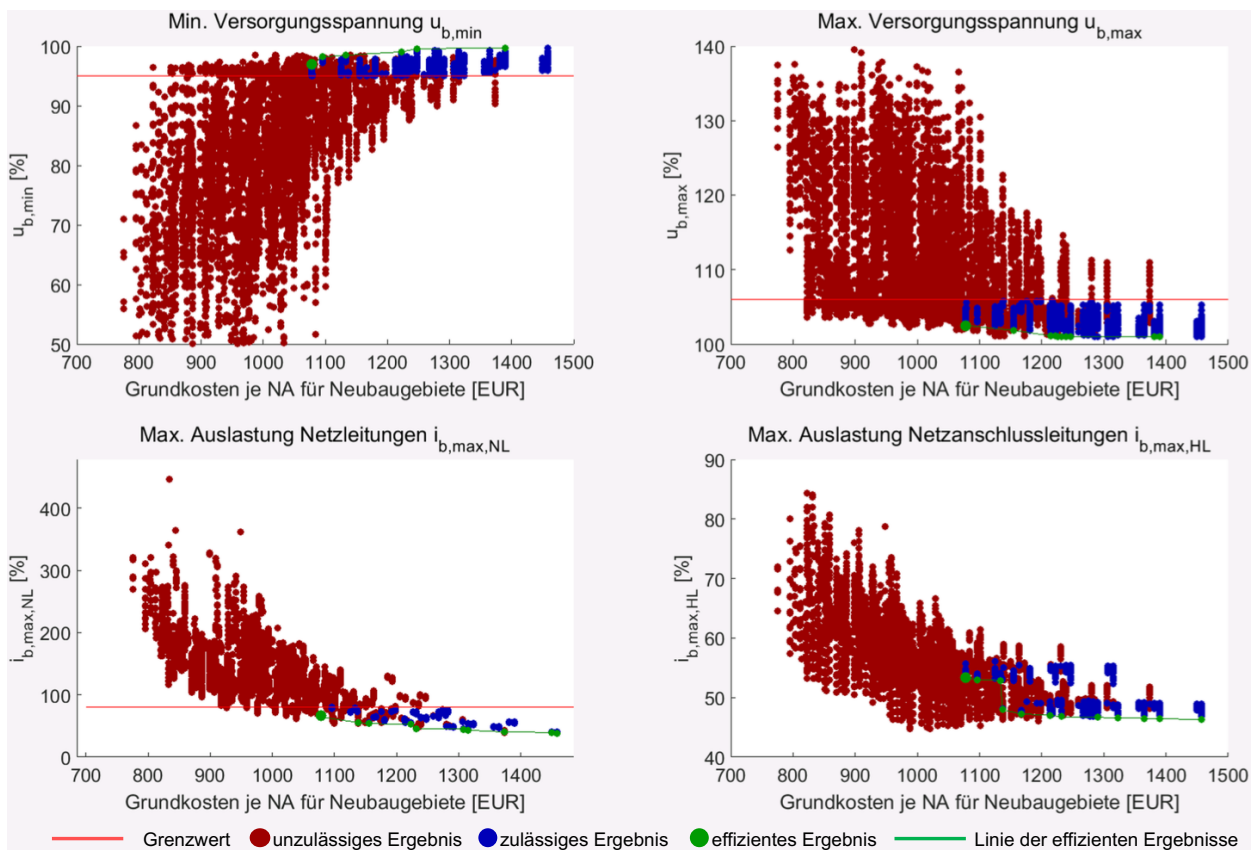 Min. Versorgungsspannung u_b,min
100
90
80
70
60
50
u_b,min [%]
700 800 900 1000 1100 1200 1300 1400 1500
Grundkosten je NA für Neubaugebiete [EUR]
Max. Versorgungsspannung u_b,max
140
130
120
110
100
u_b,max [%]
700 800 900 1000 1100 1200 1300 1400 1500
Grundkosten je NA für Neubaugebiete [EUR]
Max. Auslastung Netzleitungen i_b,max,NL
400
300
200
100
0
i_b,max,NL [%]
700 800 900 1000 1100 1200 1300 1400
Grundkosten je NA für Neubaugebiete [EUR]
Max. Auslastung Netzanschlussleitungen i_b,max,HL
90
80
70
60
50
40
i_b,max,HL [%]
700 800 900 1000 1100 1200 1300 1400 1500
Grundkosten je NA für Neubaugebiete [EUR]
Grenzwert unzulässiges Ergebnis zulässiges Ergebnis effizientes Ergebnis Linie der effizienten Ergebnisse